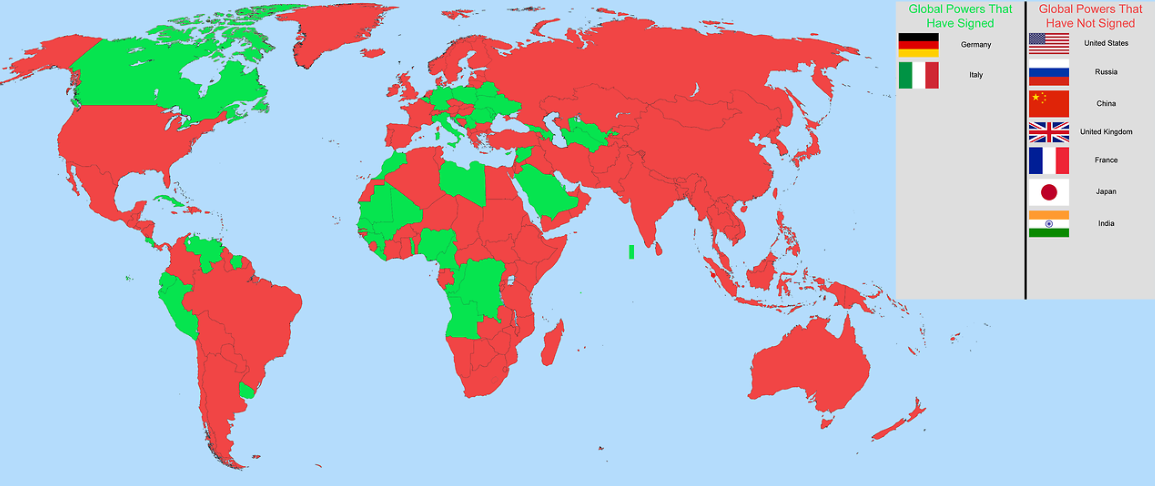 Global Powers That
Have Signed
Germany
Italy
Global Powers That
Have Not Signed
United States
Russia
China
United Kingdom
France
Japan
India